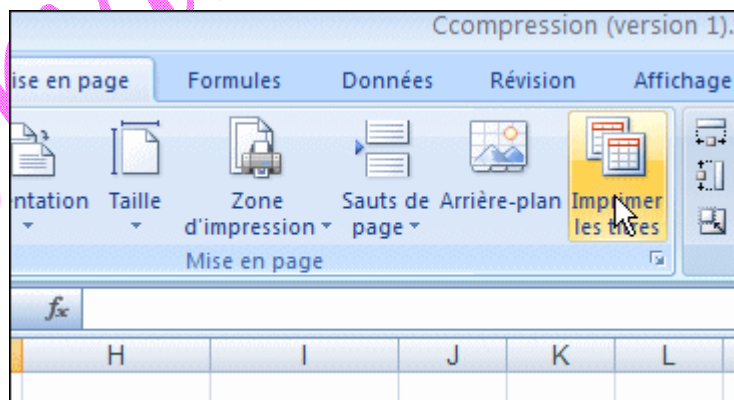 Ccompression (version 1).
ise en page Formules Données Révision Affichage
ntation Taille Zone d'impression Sauts de page Arrière-plan Imprimer les titres
Mise en page
fx
H I J K L